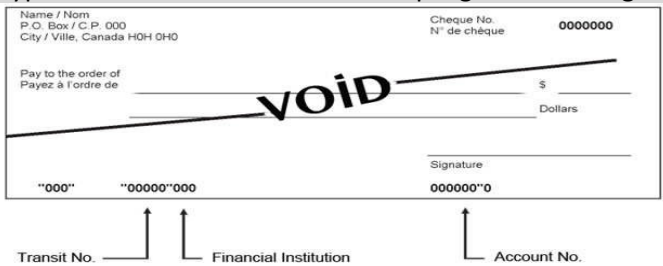 Name / Nom
P.O. Box / C.P. 000
City / Ville, Canada H0H 0H0
Cheque No.
N° de chèque
0000000
Pay to the order of
Payez à l'ordre de
$
VOiD
Dollars
Signature
"000" "00000"000 000000"0
Transit No. Financial Institution Account No.